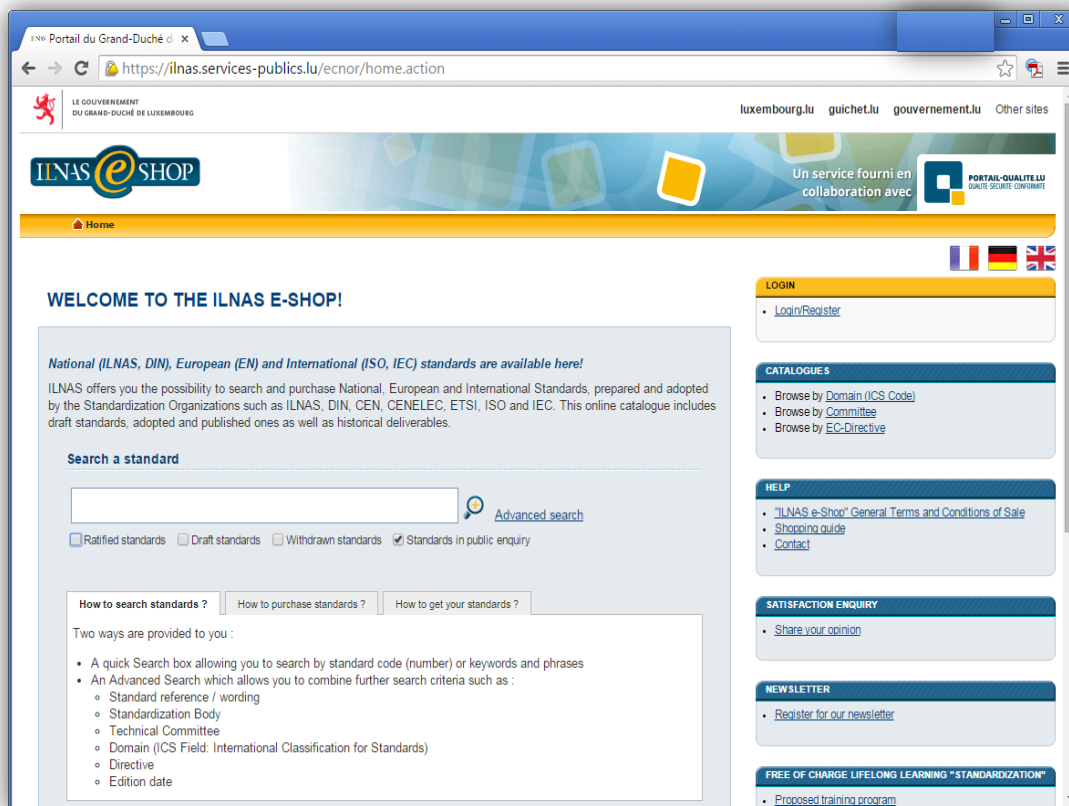 ILNAS Portail du Grand-Duché d
https://ilnas.services-publics.lu/ecnor/home.action
LE GOUVERNEMENT
DU GRAND-DUCHÉ DE LUXEMBOURG
luxembourg.lu guichet.lu gouvernement.lu Other sites
ILNAS e SHOP
Un service fourni en
collaboration avec
PORTAIL-QUALITE.LU
QUALITE-SECURITE-CONFORMITE
Home
WELCOME TO THE ILNAS E-SHOP!
National (ILNAS, DIN), European (EN) and International (ISO, IEC) standards are available here!
ILNAS offers you the possibility to search and purchase National, European and International Standards, prepared and adopted
by the Standardization Organizations such as ILNAS, DIN, CEN, CENELEC, ETSI, ISO and IEC. This online catalogue includes
draft standards, adopted and published ones as well as historical deliverables.
Search a standard
Advanced search
Ratified standards Draft standards Withdrawn standards Standards in public enquiry
How to search standards ? How to purchase standards ? How to get your standards ?
Two ways are provided to you :
• A quick Search box allowing you to search by standard code (number) or keywords and phrases
• An Advanced Search which allows you to combine further search criteria such as :
◦ Standard reference / wording
◦ Standardization Body
◦ Technical Committee
◦ Domain (ICS Field: International Classification for Standards)
◦ Directive
◦ Edition date
LOGIN
• Login/Register
CATALOGUES
• Browse by Domain (ICS Code)
• Browse by Committee
• Browse by EC-Directive
HELP
• "ILNAS e-Shop" General Terms and Conditions of Sale
• Shopping guide
• Contact
SATISFACTION ENQUIRY
• Share your opinion
NEWSLETTER
• Register for our newsletter
FREE OF CHARGE LIFELONG LEARNING "STANDARDIZATION"
• Proposed training program